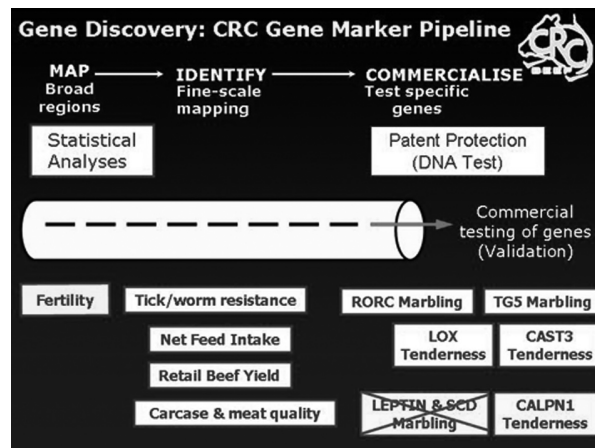 Gene Discovery: CRC Gene Marker Pipeline
CRC
MAP
Broad
regions
IDENTIFY
Fine-scale
mapping
COMMERCIALISE
Test specific
genes
Statistical
Analyses
Patent Protection
(DNA Test)
Commercial
testing of genes
(Validation)
Fertility
Tick/worm resistance
RORC Marbling
TG5 Marbling
Net Feed Intake
LOX
Tenderness
CAST3
Tenderness
Retail Beef Yield
Carcase & meat quality
LEPTIN & SCD
Marbling
CALPN1
Tenderness